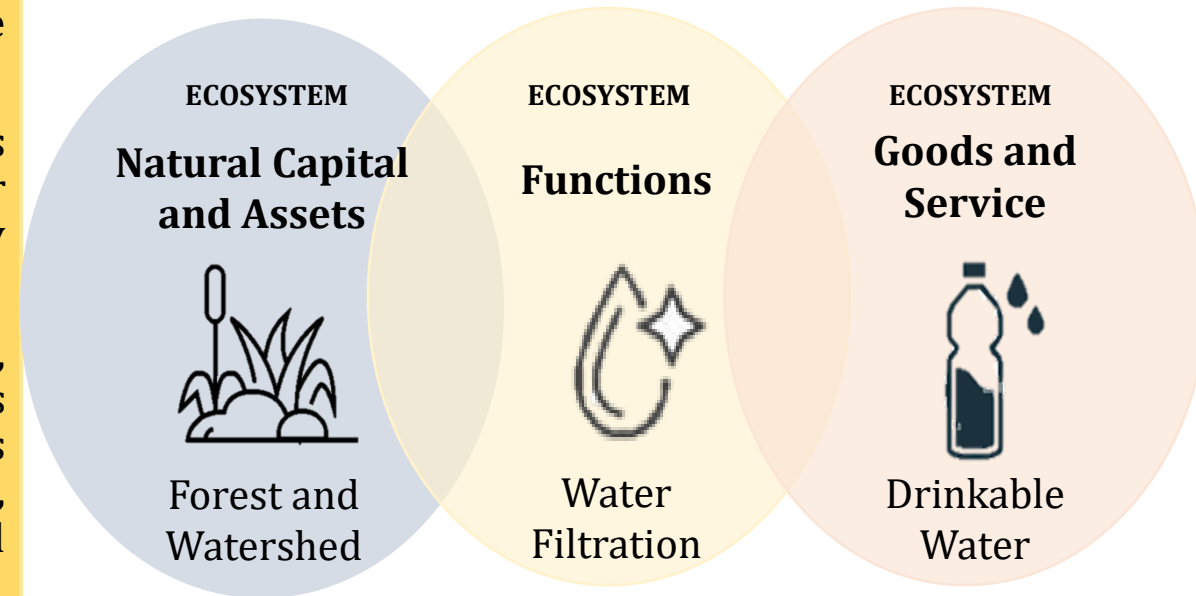 ECOSYSTEM
Natural Capital
and Assets
Forest and
Watershed
ECOSYSTEM
Functions
Water
Filtration
ECOSYSTEM
Goods and
Service
Drinkable
Water